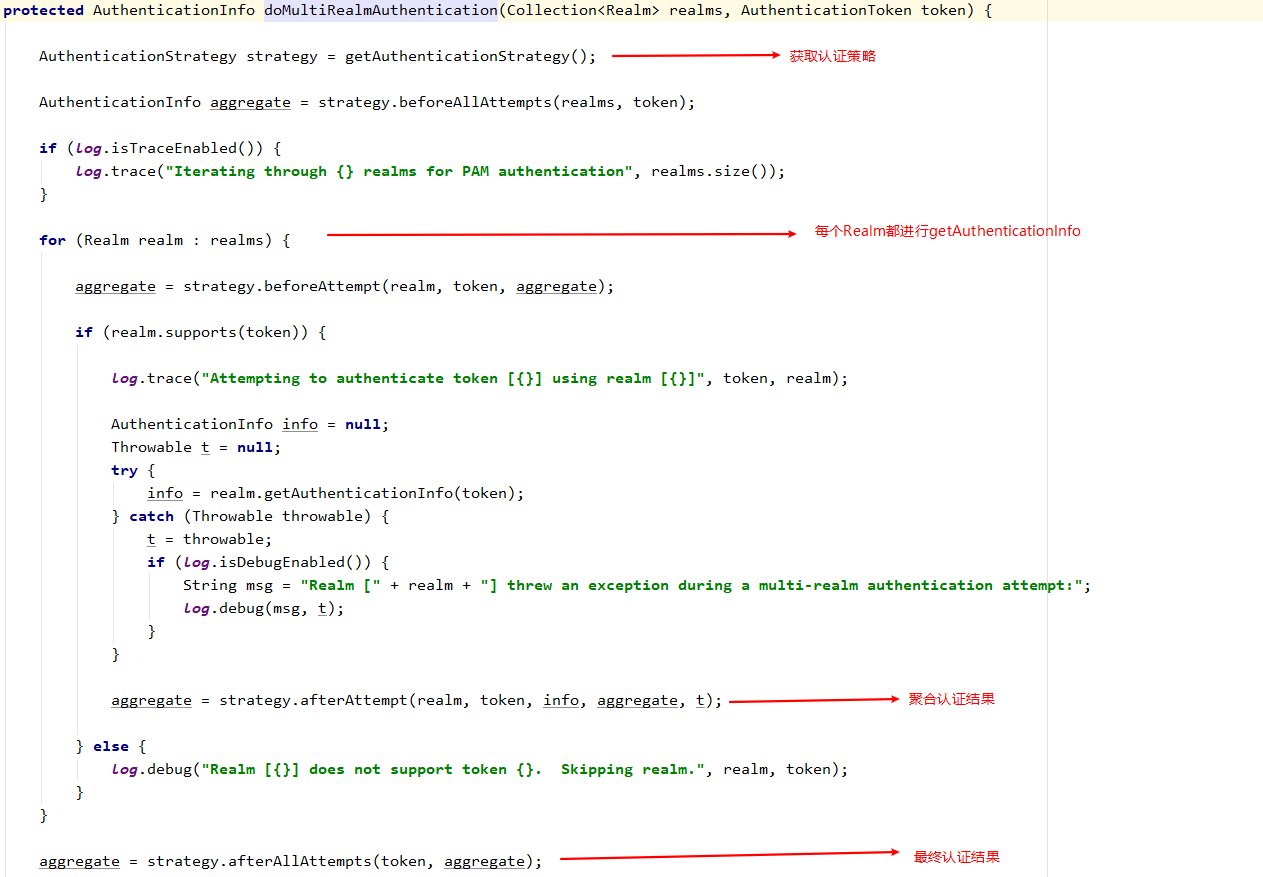 protected AuthenticationInfo doMultiRealmAuthentication(Collection<Realm> realms, AuthenticationToken token) {
AuthenticationStrategy strategy = getAuthenticationStrategy(); 获取认证策略
AuthenticationInfo aggregate = strategy.beforeAllAttempts(realms, token);
if (log.isTraceEnabled()) {
log.trace("Iterating through {} realms for PAM authentication", realms.size());
}
for (Realm realm : realms) { 每个Realm都进行getAuthenticationInfo
aggregate = strategy.beforeAttempt(realm, token, aggregate);
if (realm.supports(token)) {
log.trace("Attempting to authenticate token [{}] using realm [{}]", token, realm);
AuthenticationInfo info = null;
Throwable t = null;
try {
info = realm.getAuthenticationInfo(token);
} catch (Throwable throwable) {
t = throwable;
if (log.isDebugEnabled()) {
String msg = "Realm [" + realm + "] threw an exception during a multi-realm authentication attempt:";
log.debug(msg, t);
}
}
aggregate = strategy.afterAttempt(realm, token, info, aggregate, t); 聚合认证结果
} else {
log.debug("Realm [{}] does not support token {}.  Skipping realm.", realm, token);
}
}
aggregate = strategy.afterAllAttempts(token, aggregate); 最终认证结果